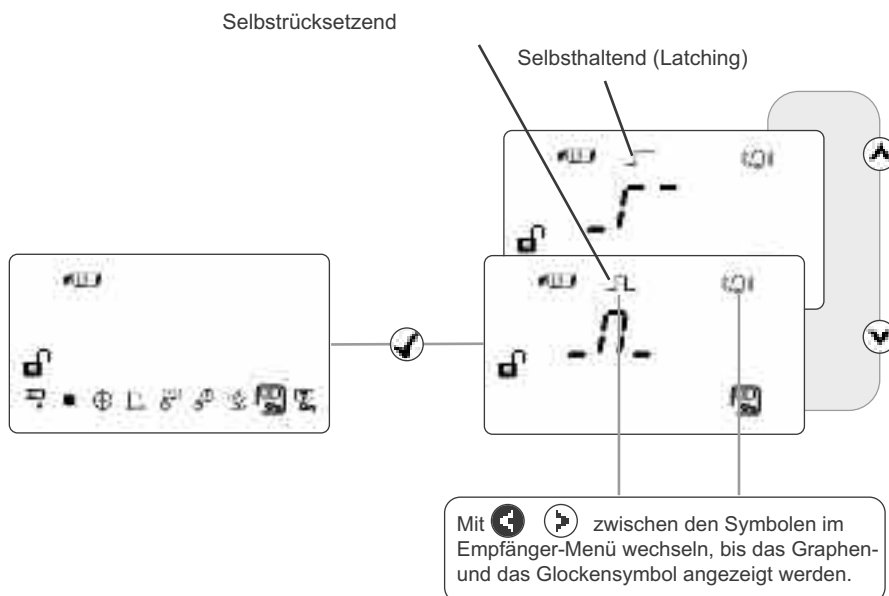 Selbstrücksetzend
Selbsthaltend (Latching)
Mit zwischen den Symbolen im
Empfänger-Menü wechseln, bis das Graphen-
und das Glockensymbol angezeigt werden.